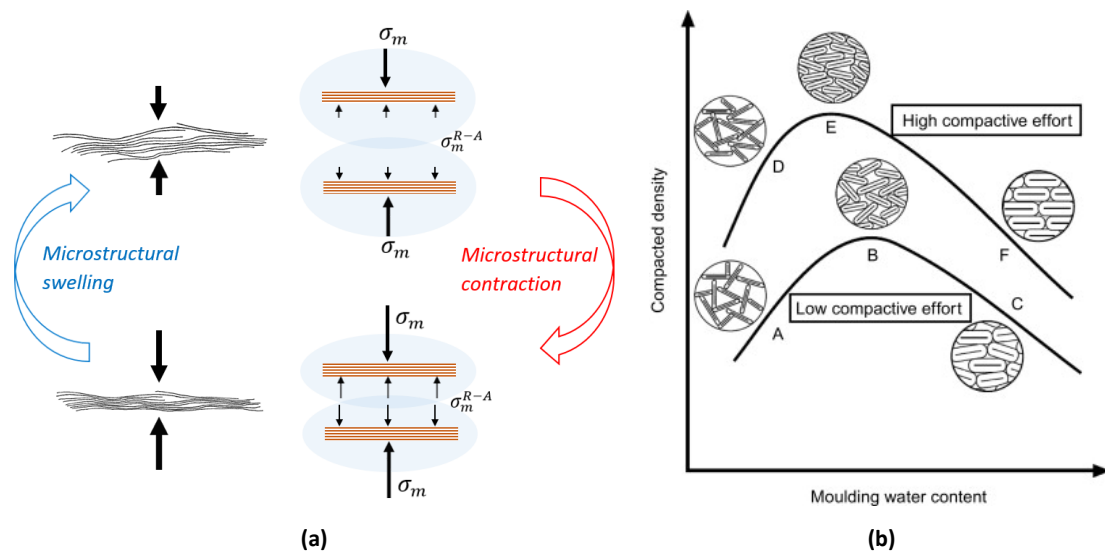 σₘ
σₘᴿ⁻ᴬ
σₘ
Microstructural
swelling
Microstructural
contraction
σₘ
σₘᴿ⁻ᴬ
σₘ
(a)
Compacted density
E
High compactive effort
D
B
F
Low compactive effort
C
A
Moulding water content
(b)